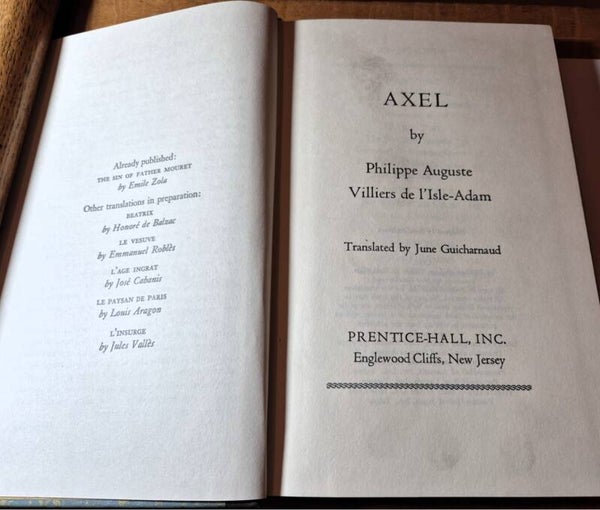 Already published:
THE SIN OF FATHER MOURET
by Emile Zola
Other translations in preparation:
BEATRIX
by Honoré de Balzac
LE VESUVE
by Emmanuel Roblès
L'AGE INGRAT
by José Cabanis
LE PAYSAN DE PARIS
by Louis Aragon
L'INSURGE
by Jules Vallès
AXEL
by
Philippe Auguste
Villiers de l'Isle-Adam
Translated by June Guicharnaud
PRENTICE-HALL, INC.
Englewood Cliffs, New Jersey